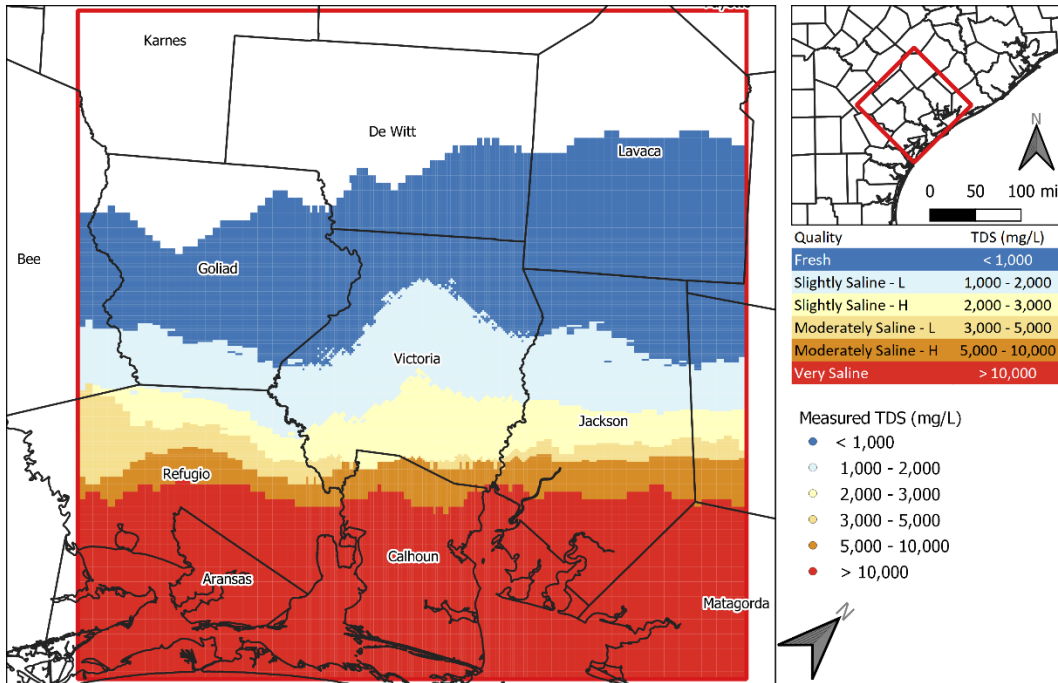 Fayette
Karnes
De Witt
Lavaca
Bee
Goliad
Victoria
Jackson
Refugio
Calhoun
Aransas
Matagorda
N
0 50 100 mi
Quality TDS (mg/L)
Fresh < 1,000
Slightly Saline - L 1,000 - 2,000
Slightly Saline - H 2,000 - 3,000
Moderately Saline - L 3,000 - 5,000
Moderately Saline - H 5,000 - 10,000
Very Saline > 10,000
Measured TDS (mg/L)
< 1,000
1,000 - 2,000
2,000 - 3,000
3,000 - 5,000
5,000 - 10,000
> 10,000
N